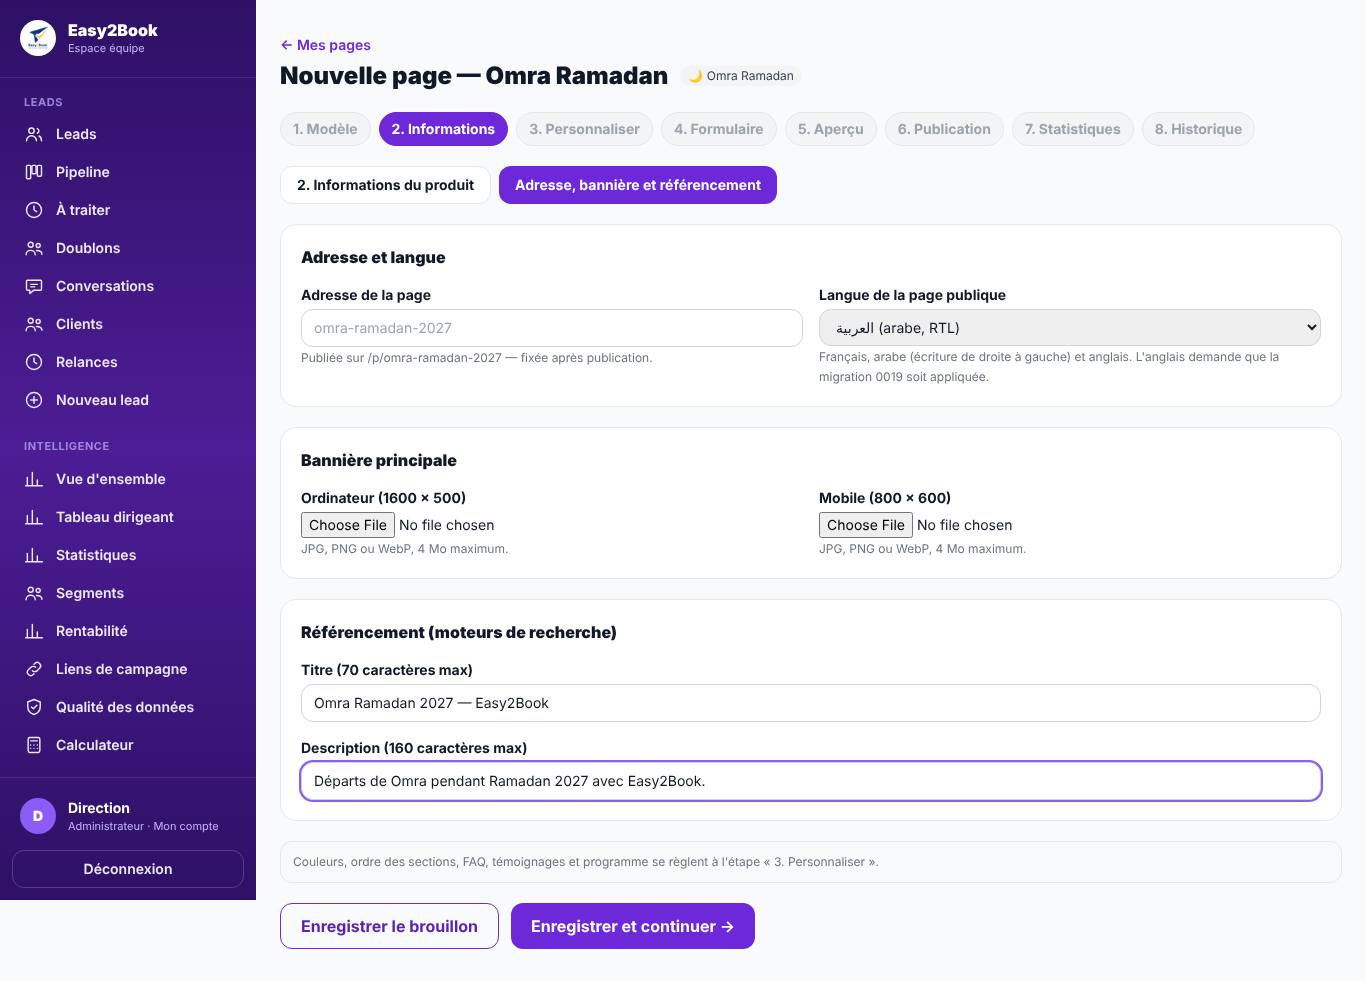 Easy2Book
Espace équipe
LEADS
Leads
Pipeline
À traiter
Doublons
Conversations
Clients
Relances
Nouveau lead
INTELLIGENCE
Vue d'ensemble
Tableau dirigeant
Statistiques
Segments
Rentabilité
Liens de campagne
Qualité des données
Calculateur
D
Direction
Administrateur · Mon compte
Déconnexion
← Mes pages
Nouvelle page — Omra Ramadan
🌙 Omra Ramadan
1. Modèle
2. Informations
3. Personnaliser
4. Formulaire
5. Aperçu
6. Publication
7. Statistiques
8. Historique
2. Informations du produit
Adresse, bannière et référencement
Adresse et langue
Adresse de la page
omra-ramadan-2027
Publiée sur /p/omra-ramadan-2027 — fixée après publication.
Langue de la page publique
العربية (arabe, RTL)
Français, arabe (écriture de droite à gauche) et anglais. L'anglais demande que la
migration 0019 soit appliquée.
Bannière principale
Ordinateur (1600 × 500)
Choose File No file chosen
JPG, PNG ou WebP, 4 Mo maximum.
Mobile (800 × 600)
Choose File No file chosen
JPG, PNG ou WebP, 4 Mo maximum.
Référencement (moteurs de recherche)
Titre (70 caractères max)
Omra Ramadan 2027 — Easy2Book
Description (160 caractères max)
Départs de Omra pendant Ramadan 2027 avec Easy2Book.
Couleurs, ordre des sections, FAQ, témoignages et programme se règlent à l'étape « 3. Personnaliser ».
Enregistrer le brouillon
Enregistrer et continuer →